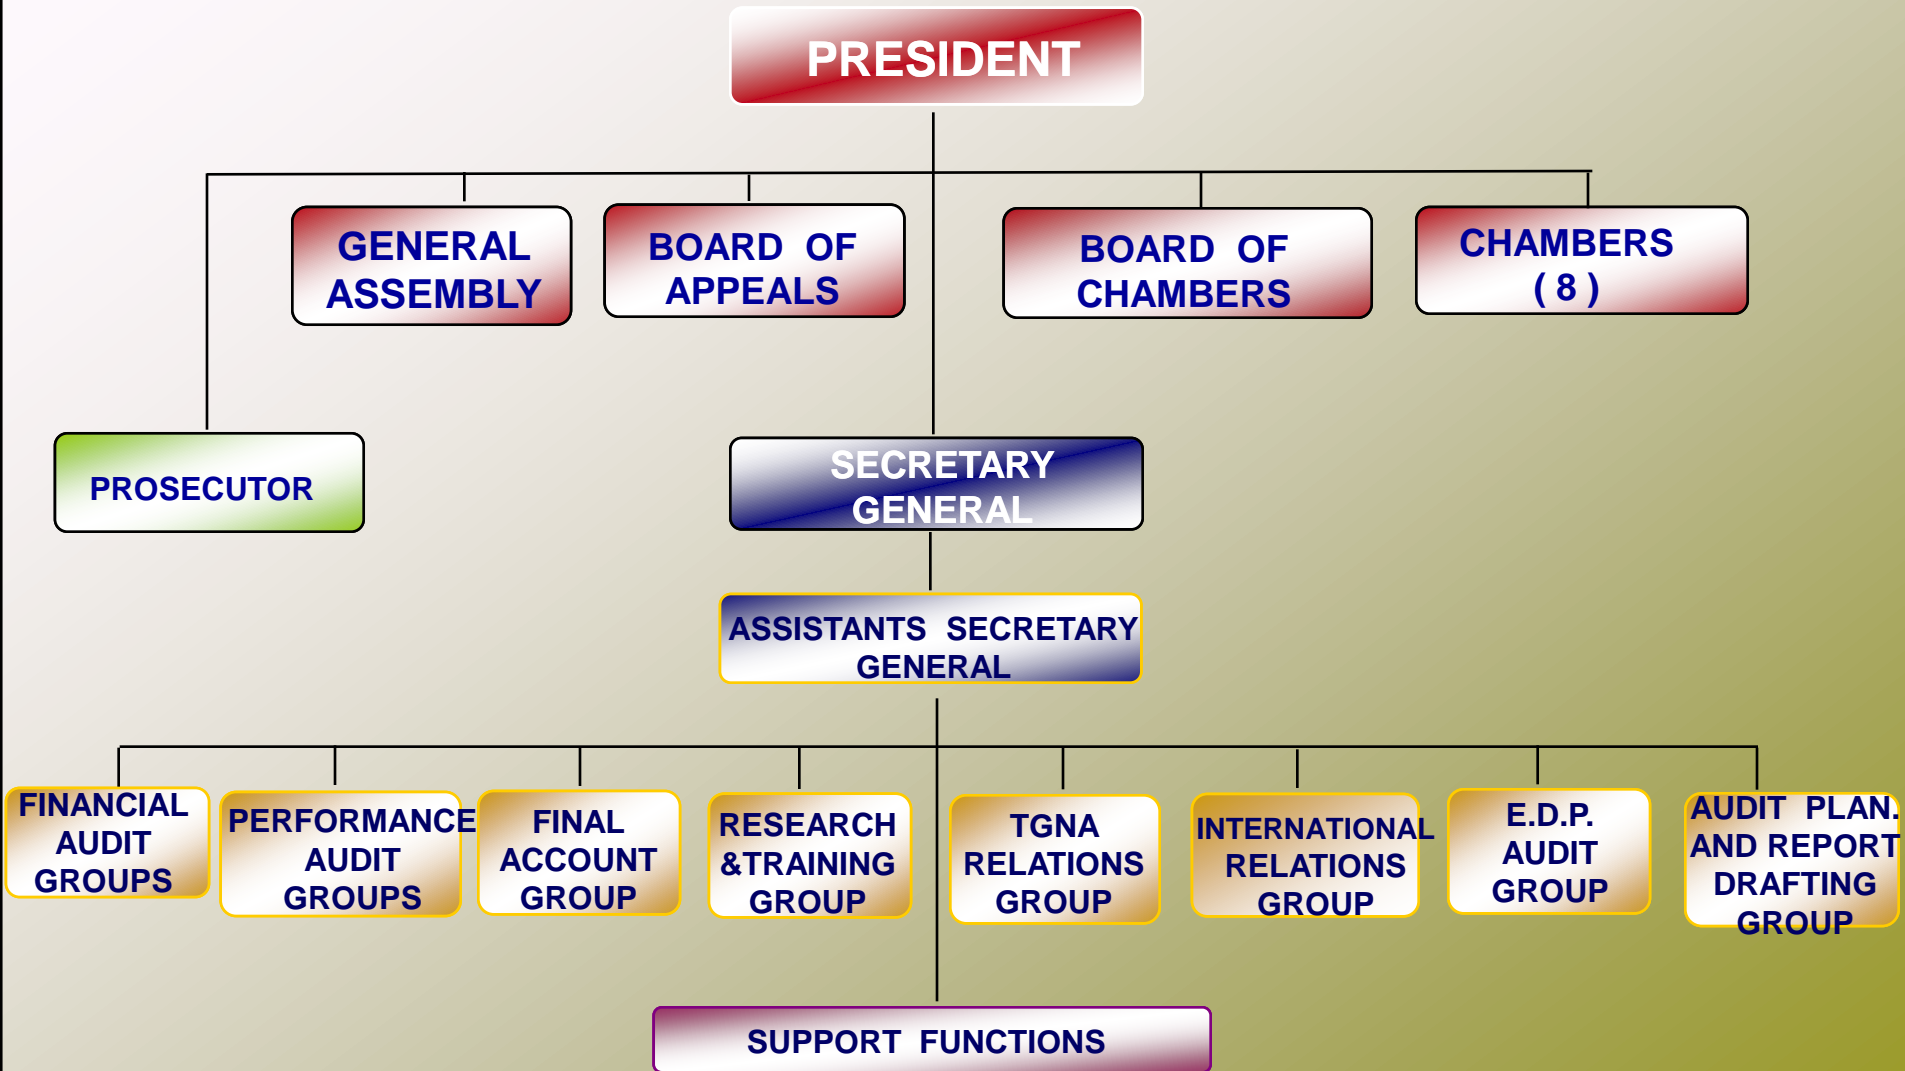 PRESIDENT
GENERAL
ASSEMBLY
BOARD OF
APPEALS
BOARD OF
CHAMBERS
CHAMBERS
( 8 )
PROSECUTOR
SECRETARY
GENERAL
ASSISTANTS SECRETARY
GENERAL
FINANCIAL
AUDIT
GROUPS
PERFORMANCE
AUDIT
GROUPS
FINAL
ACCOUNT
GROUP
RESEARCH
&TRAINING
GROUP
TGNA
RELATIONS
GROUP
INTERNATIONAL
RELATIONS
GROUP
E.D.P.
AUDIT
GROUP
AUDIT PLAN.
AND REPORT
DRAFTING
GROUP
SUPPORT FUNCTIONS